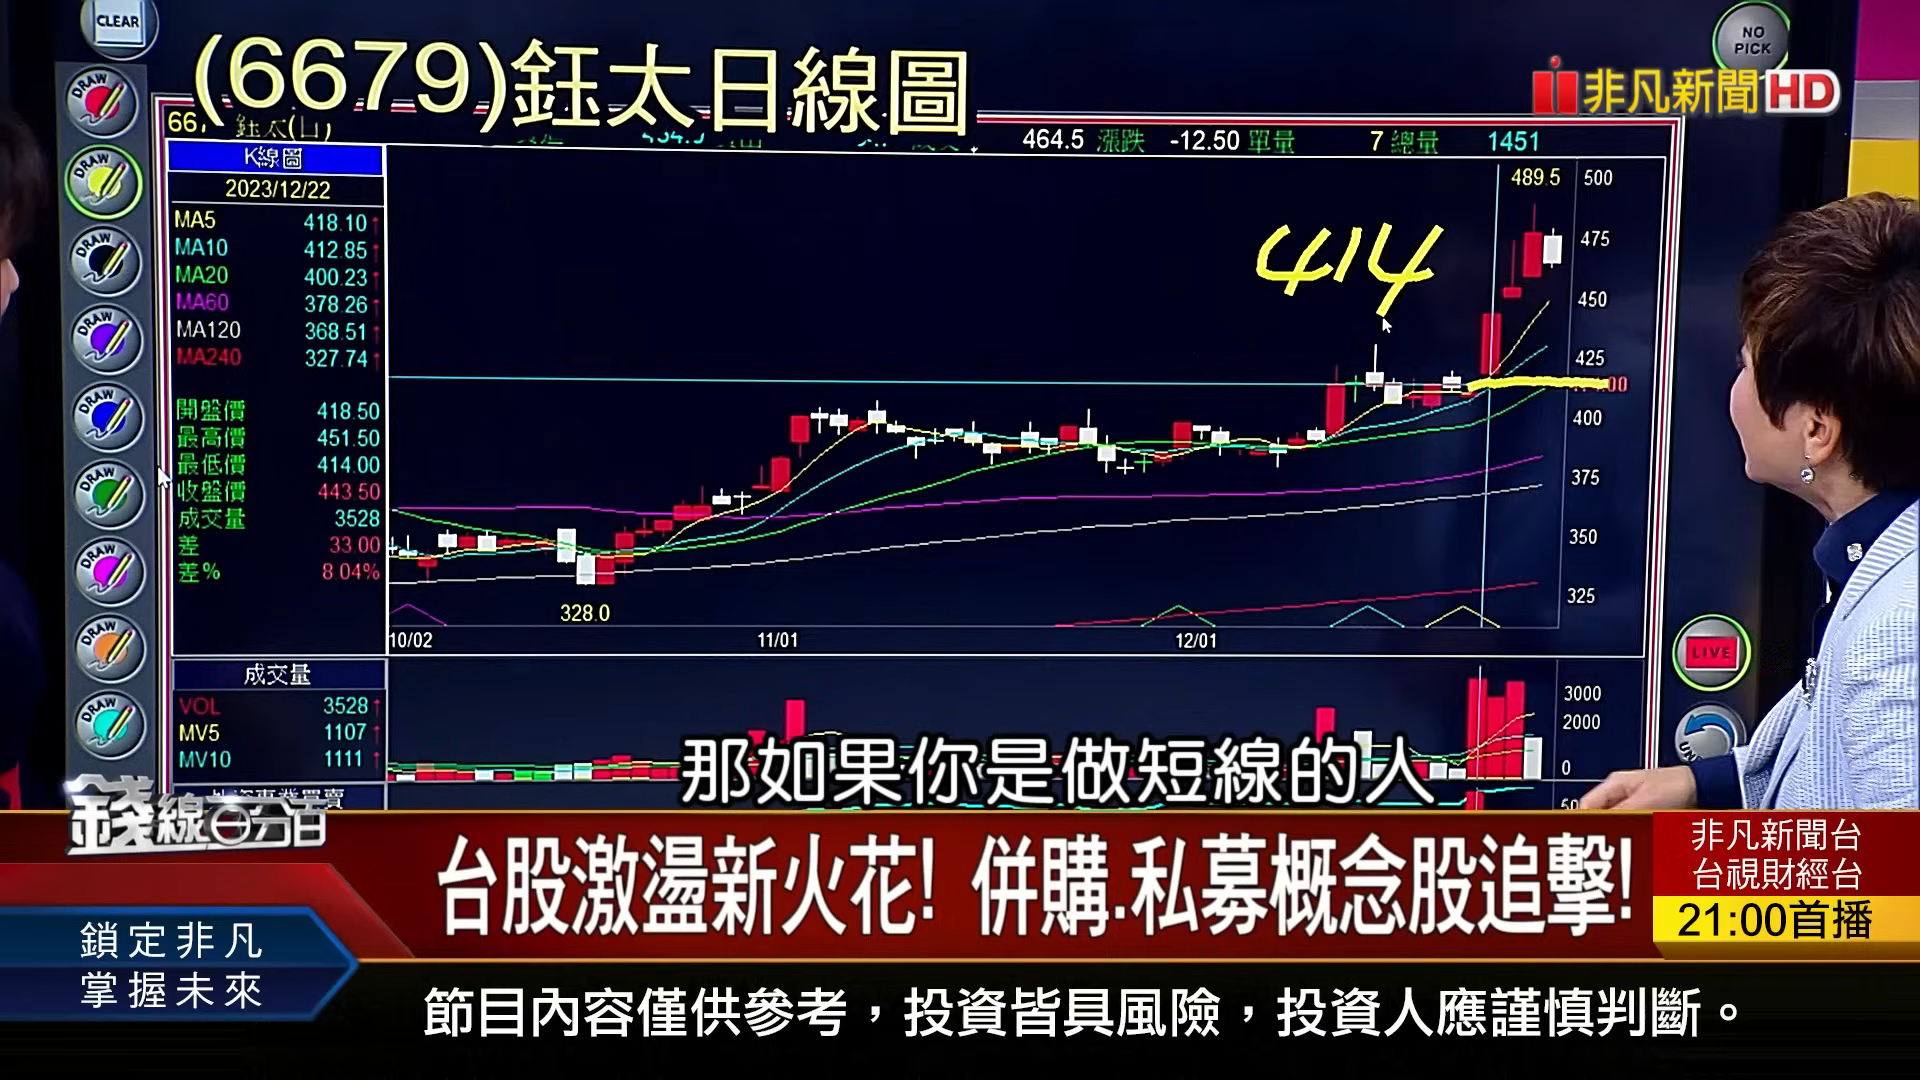 CLEAR
NO PICK
(6679)鈺太日線圖
非凡新聞HD
464.5 漲跌 -12.50 單量 7 總量 1451
K線圖
2023/12/22
MA5 418.10↑
MA10 412.85↑
MA20 400.23↑
MA60 378.26↑
MA120 368.51↑
MA240 327.74↑
開盤價 418.50
最高價 451.50
最低價 414.00
收盤價 443.50
成交量 3528
差 33.00
差% 8.04%
DRAW
DRAW
DRAW
DRAW
DRAW
DRAW
DRAW
DRAW
DRAW
414
489.5
500
475
450
425
400
375
350
325
328.0
10/02 11/01 12/01
LIVE
成交量
VOL 3528↑
MV5 1107↑
MV10 1111↑
3000
2000
0
那如果你是做短線的人
錢線百分百
台股激盪新火花! 併購.私募概念股追擊!
非凡新聞台
台視財經台
21:00首播
鎖定非凡
掌握未來
節目內容僅供參考，投資皆具風險，投資人應謹慎判斷。